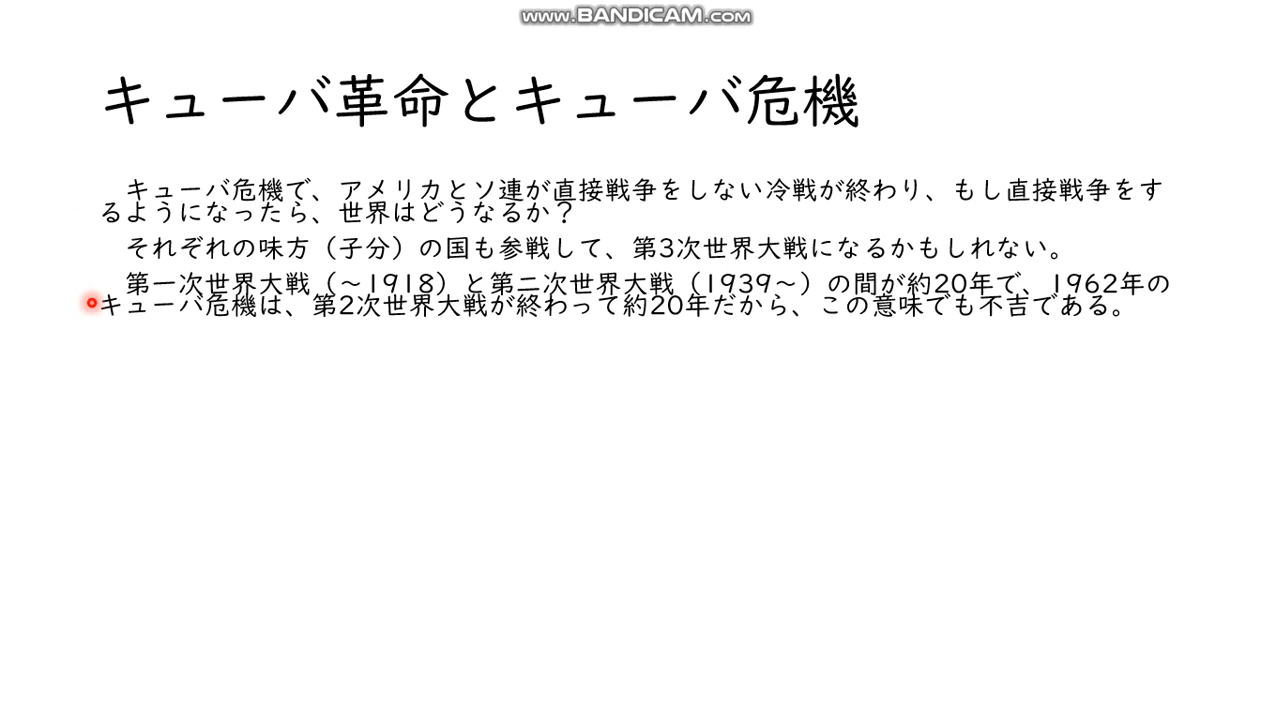 www.BANDICAM.com
キューバ革命とキューバ危機
キューバ危機で、アメリカとソ連が直接戦争をしない冷戦が終わり、もし直接戦争をす
るようになったら、世界はどうなるか？
それぞれの味方（子分）の国も参戦して、第3次世界大戦になるかもしれない。
第一次世界大戦（～1918）と第二次世界大戦（1939～）の間が約20年で、1962年の
キューバ危機は、第2次世界大戦が終わって約20年だから、この意味でも不吉である。